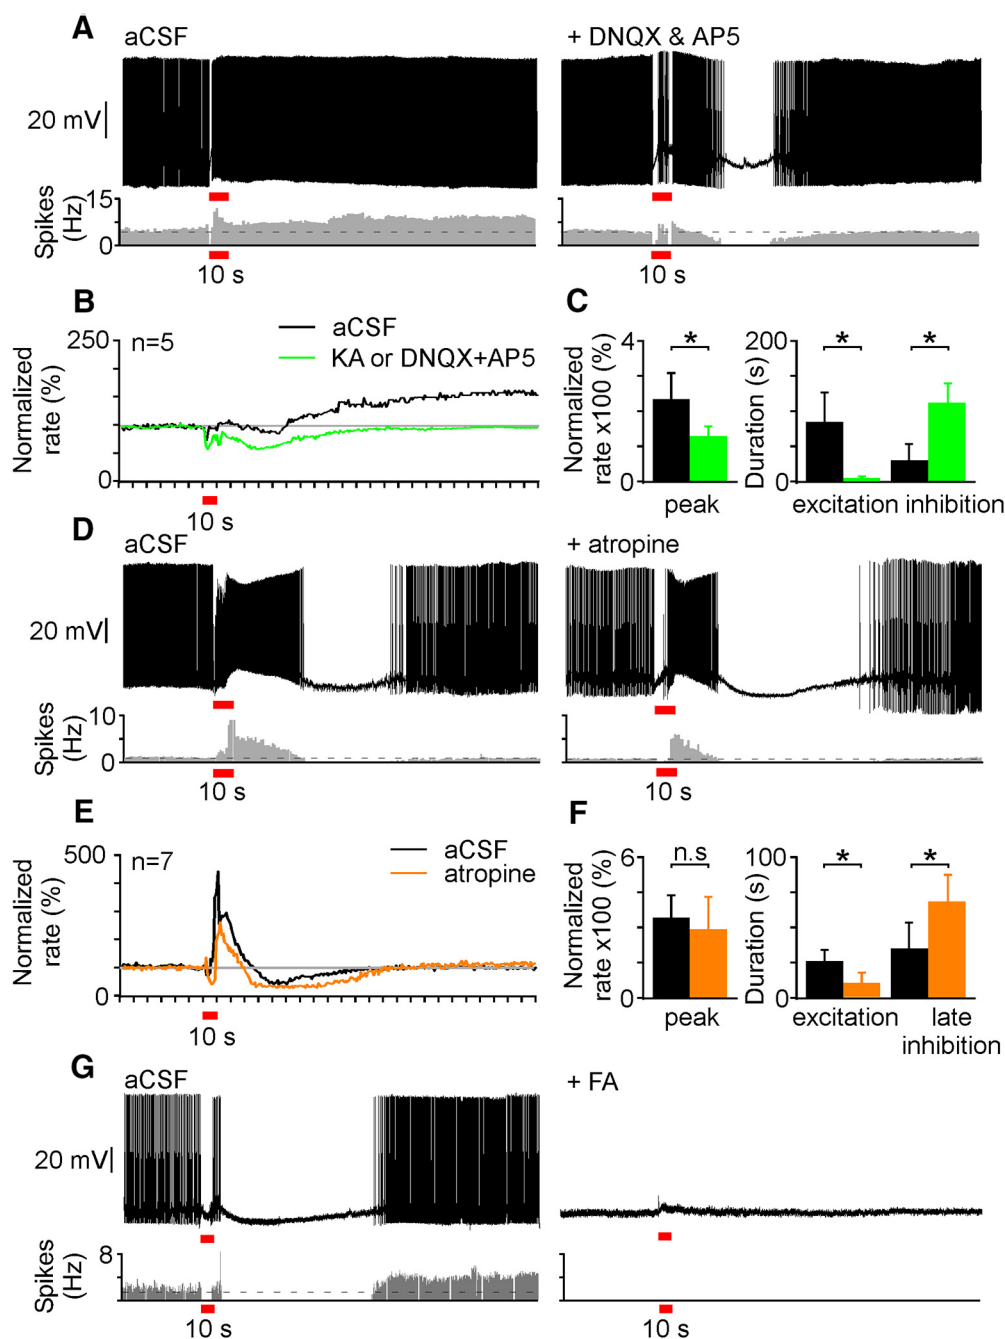 A
aCSF
+ DNQX & AP5
20 mV
Spikes (Hz)
15
0
10 s
10 s
B
250
0
Normalized rate (%)
n=5
aCSF
KA or DNQX+AP5
10 s
C
Normalized rate x100 (%)
4
0
*
peak
Duration (s)
200
0
*
*
excitation
inhibition
D
aCSF
+ atropine
20 mV
Spikes (Hz)
10
0
10 s
10 s
E
500
0
Normalized rate (%)
n=7
aCSF
atropine
10 s
F
Normalized rate x100 (%)
6
0
n.s
peak
Duration (s)
100
0
*
*
excitation
late
inhibition
G
aCSF
+ FA
20 mV
Spikes (Hz)
8
0
10 s
10 s